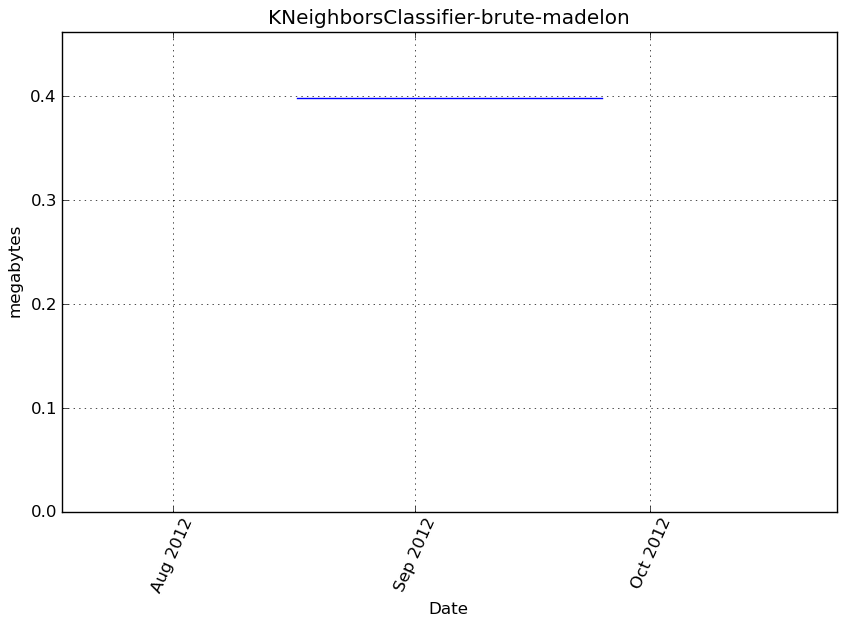 KNeighborsClassifier-brute-madelon
0.4
0.3
0.2
0.1
0.0
megabytes
Aug 2012
Sep 2012
Oct 2012
Date